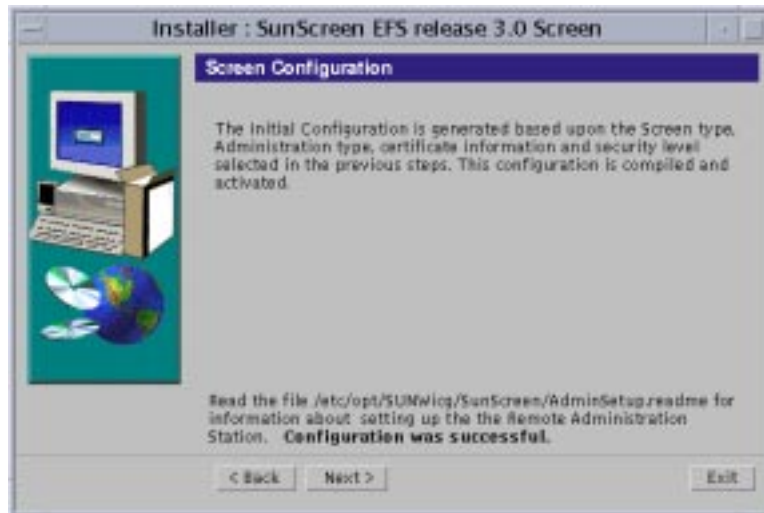 Installer : SunScreen EFS release 3.0 Screen
Screen Configuration
The Initial Configuration is generated based upon the Screen type,
Administration type, certificate information and security level
selected in the previous steps. This configuration is compiled and
activated.
Read the file /etc/opt/SUNWicg/SunScreen/AdminSetup.readme for
information about setting up the the Remote Administration
Station. Configuration was successful.
< Back Next > Exit